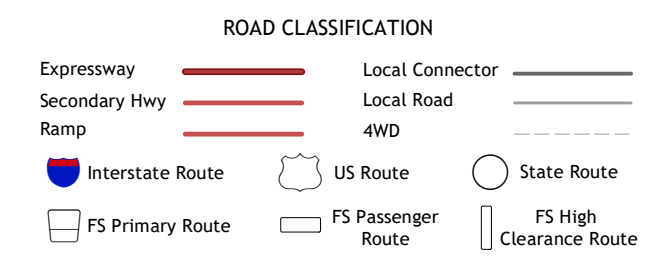 ROAD CLASSIFICATION
Expressway
Local Connector
Secondary Hwy
Local Road
Ramp
4WD
Interstate Route
US Route
State Route
FS Primary Route
FS Passenger
Route
FS High
Clearance Route